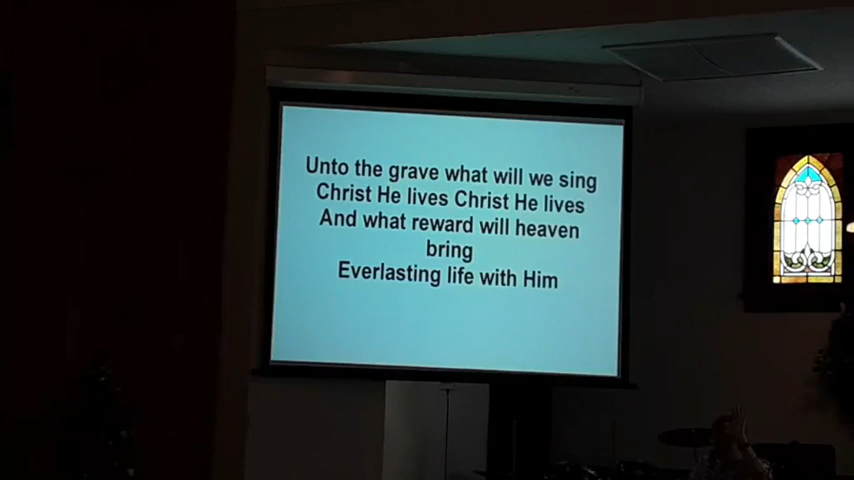 Unto the grave what will we sing
Christ He lives Christ He lives
And what reward will heaven
bring
Everlasting life with Him